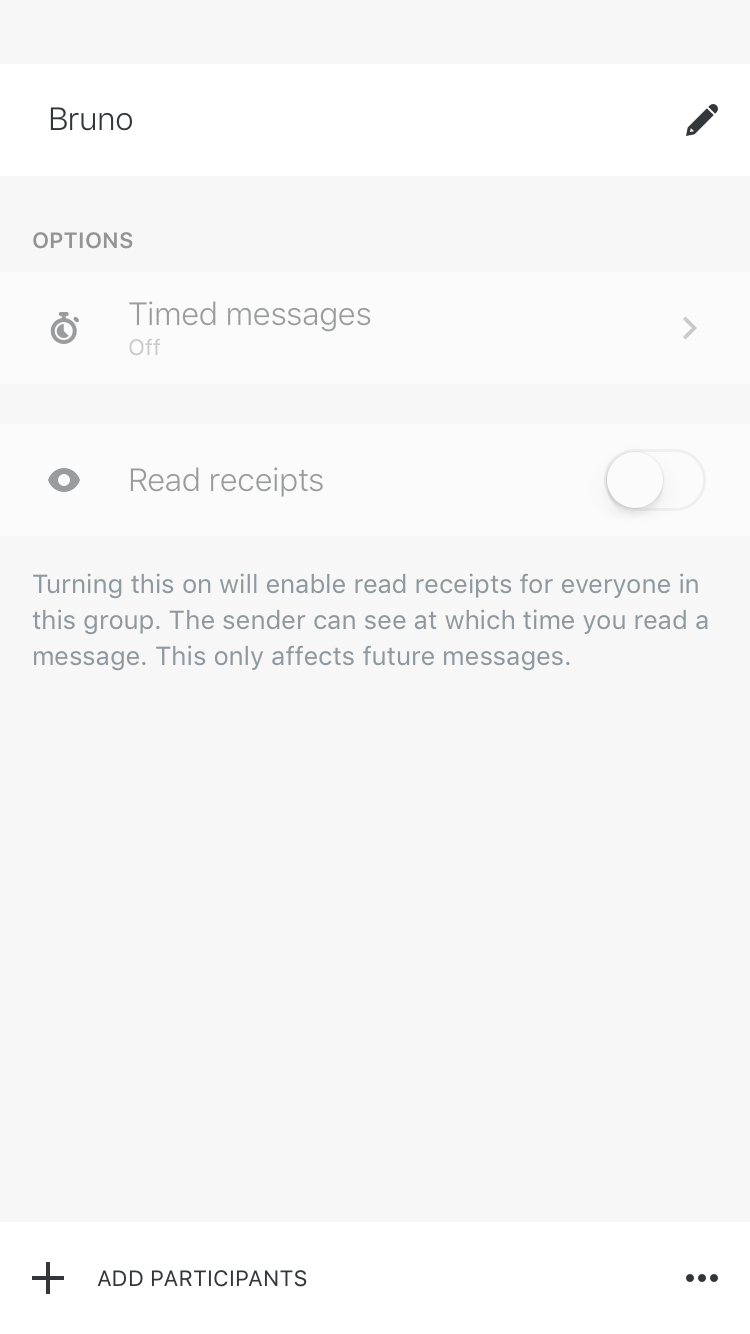 Bruno
OPTIONS
Timed messages
Off
Read receipts
Turning this on will enable read receipts for everyone in
this group. The sender can see at which time you read a
message. This only affects future messages.
ADD PARTICIPANTS